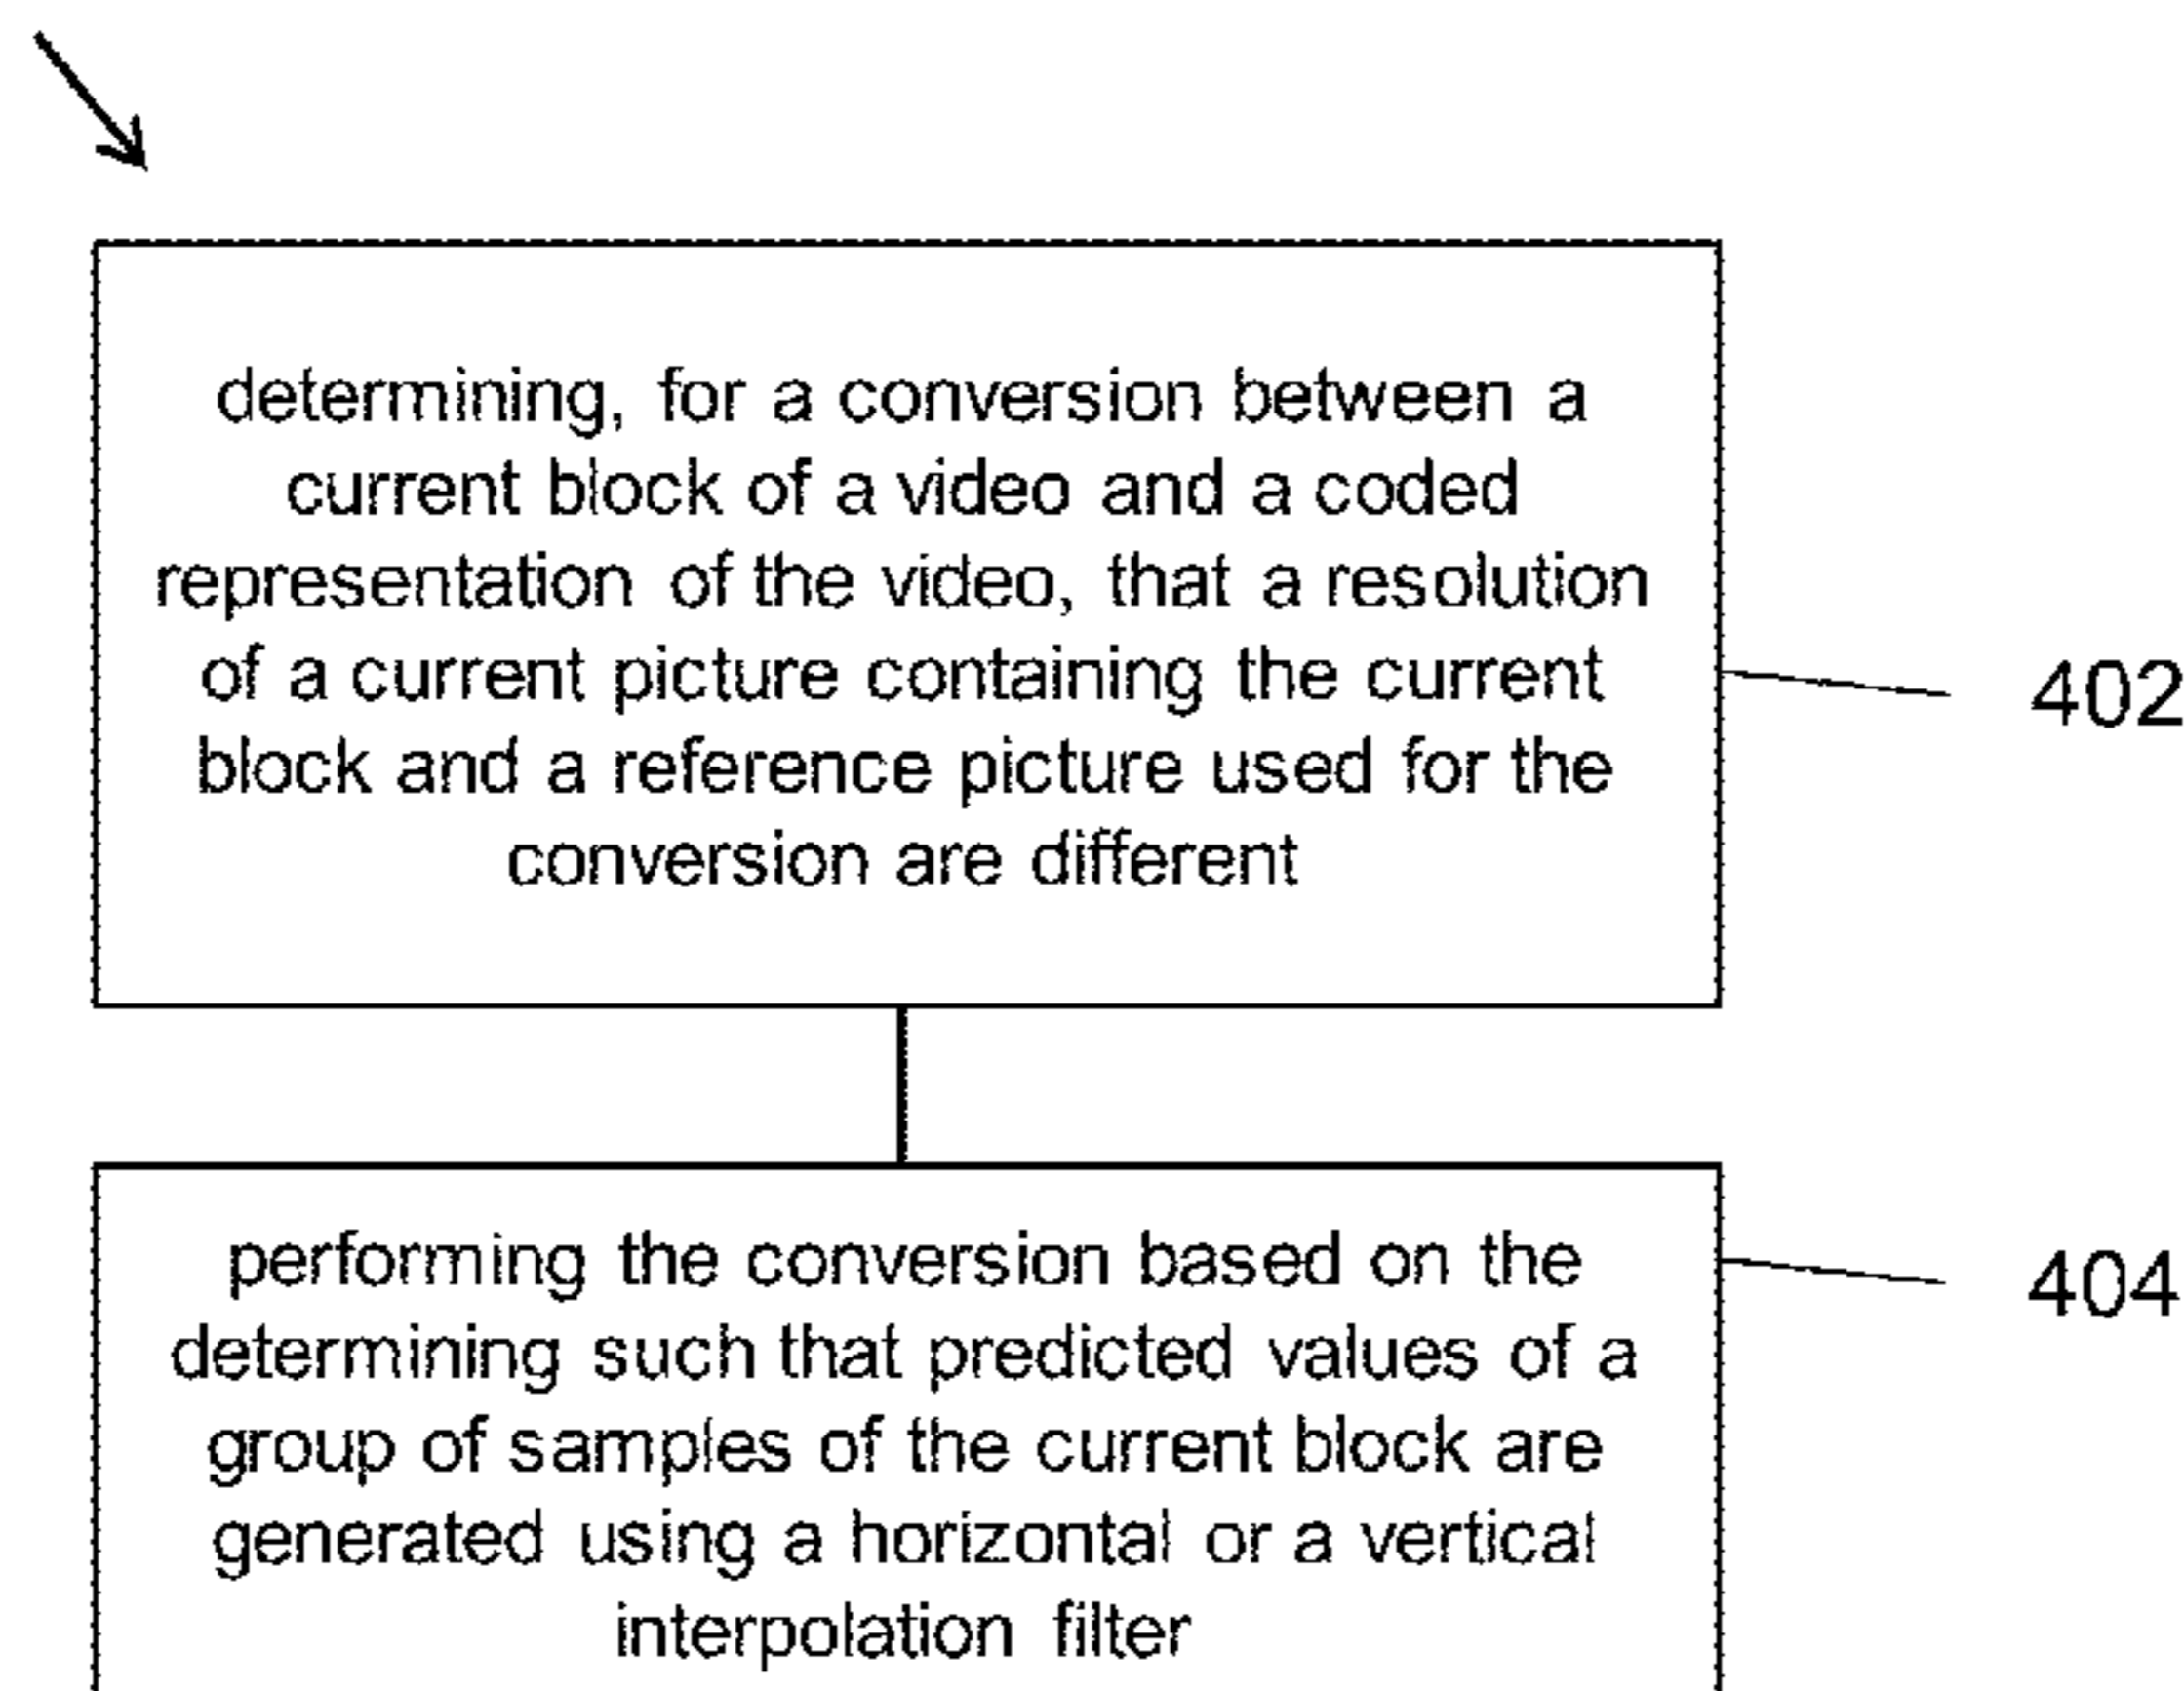 determining, for a conversion between a
current block of a video and a coded
representation of the video, that a resolution
of a current picture containing the current
block and a reference picture used for the
conversion are different
402
performing the conversion based on the
determining such that predicted values of a
group of samples of the current block are
generated using a horizontal or a vertical
interpolation filter
404